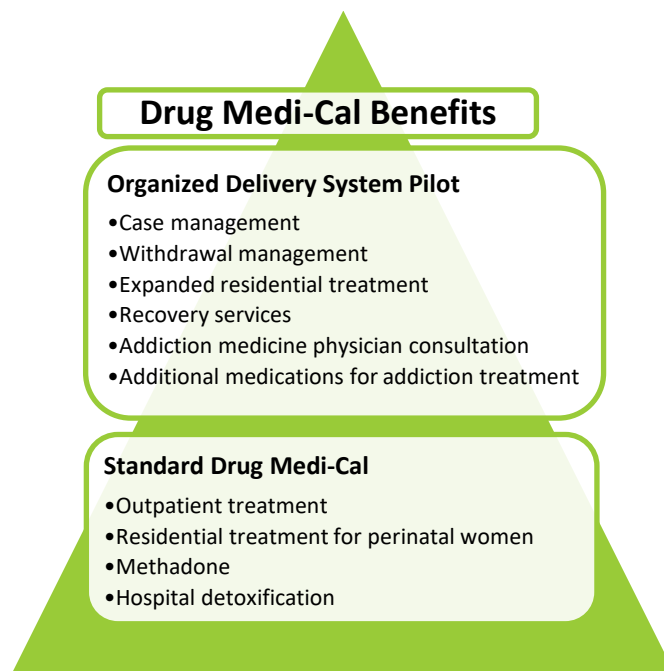 Drug Medi-Cal Benefits
Organized Delivery System Pilot
•Case management
•Withdrawal management
•Expanded residential treatment
•Recovery services
•Addiction medicine physician consultation
•Additional medications for addiction treatment
Standard Drug Medi-Cal
•Outpatient treatment
•Residential treatment for perinatal women
•Methadone
•Hospital detoxification